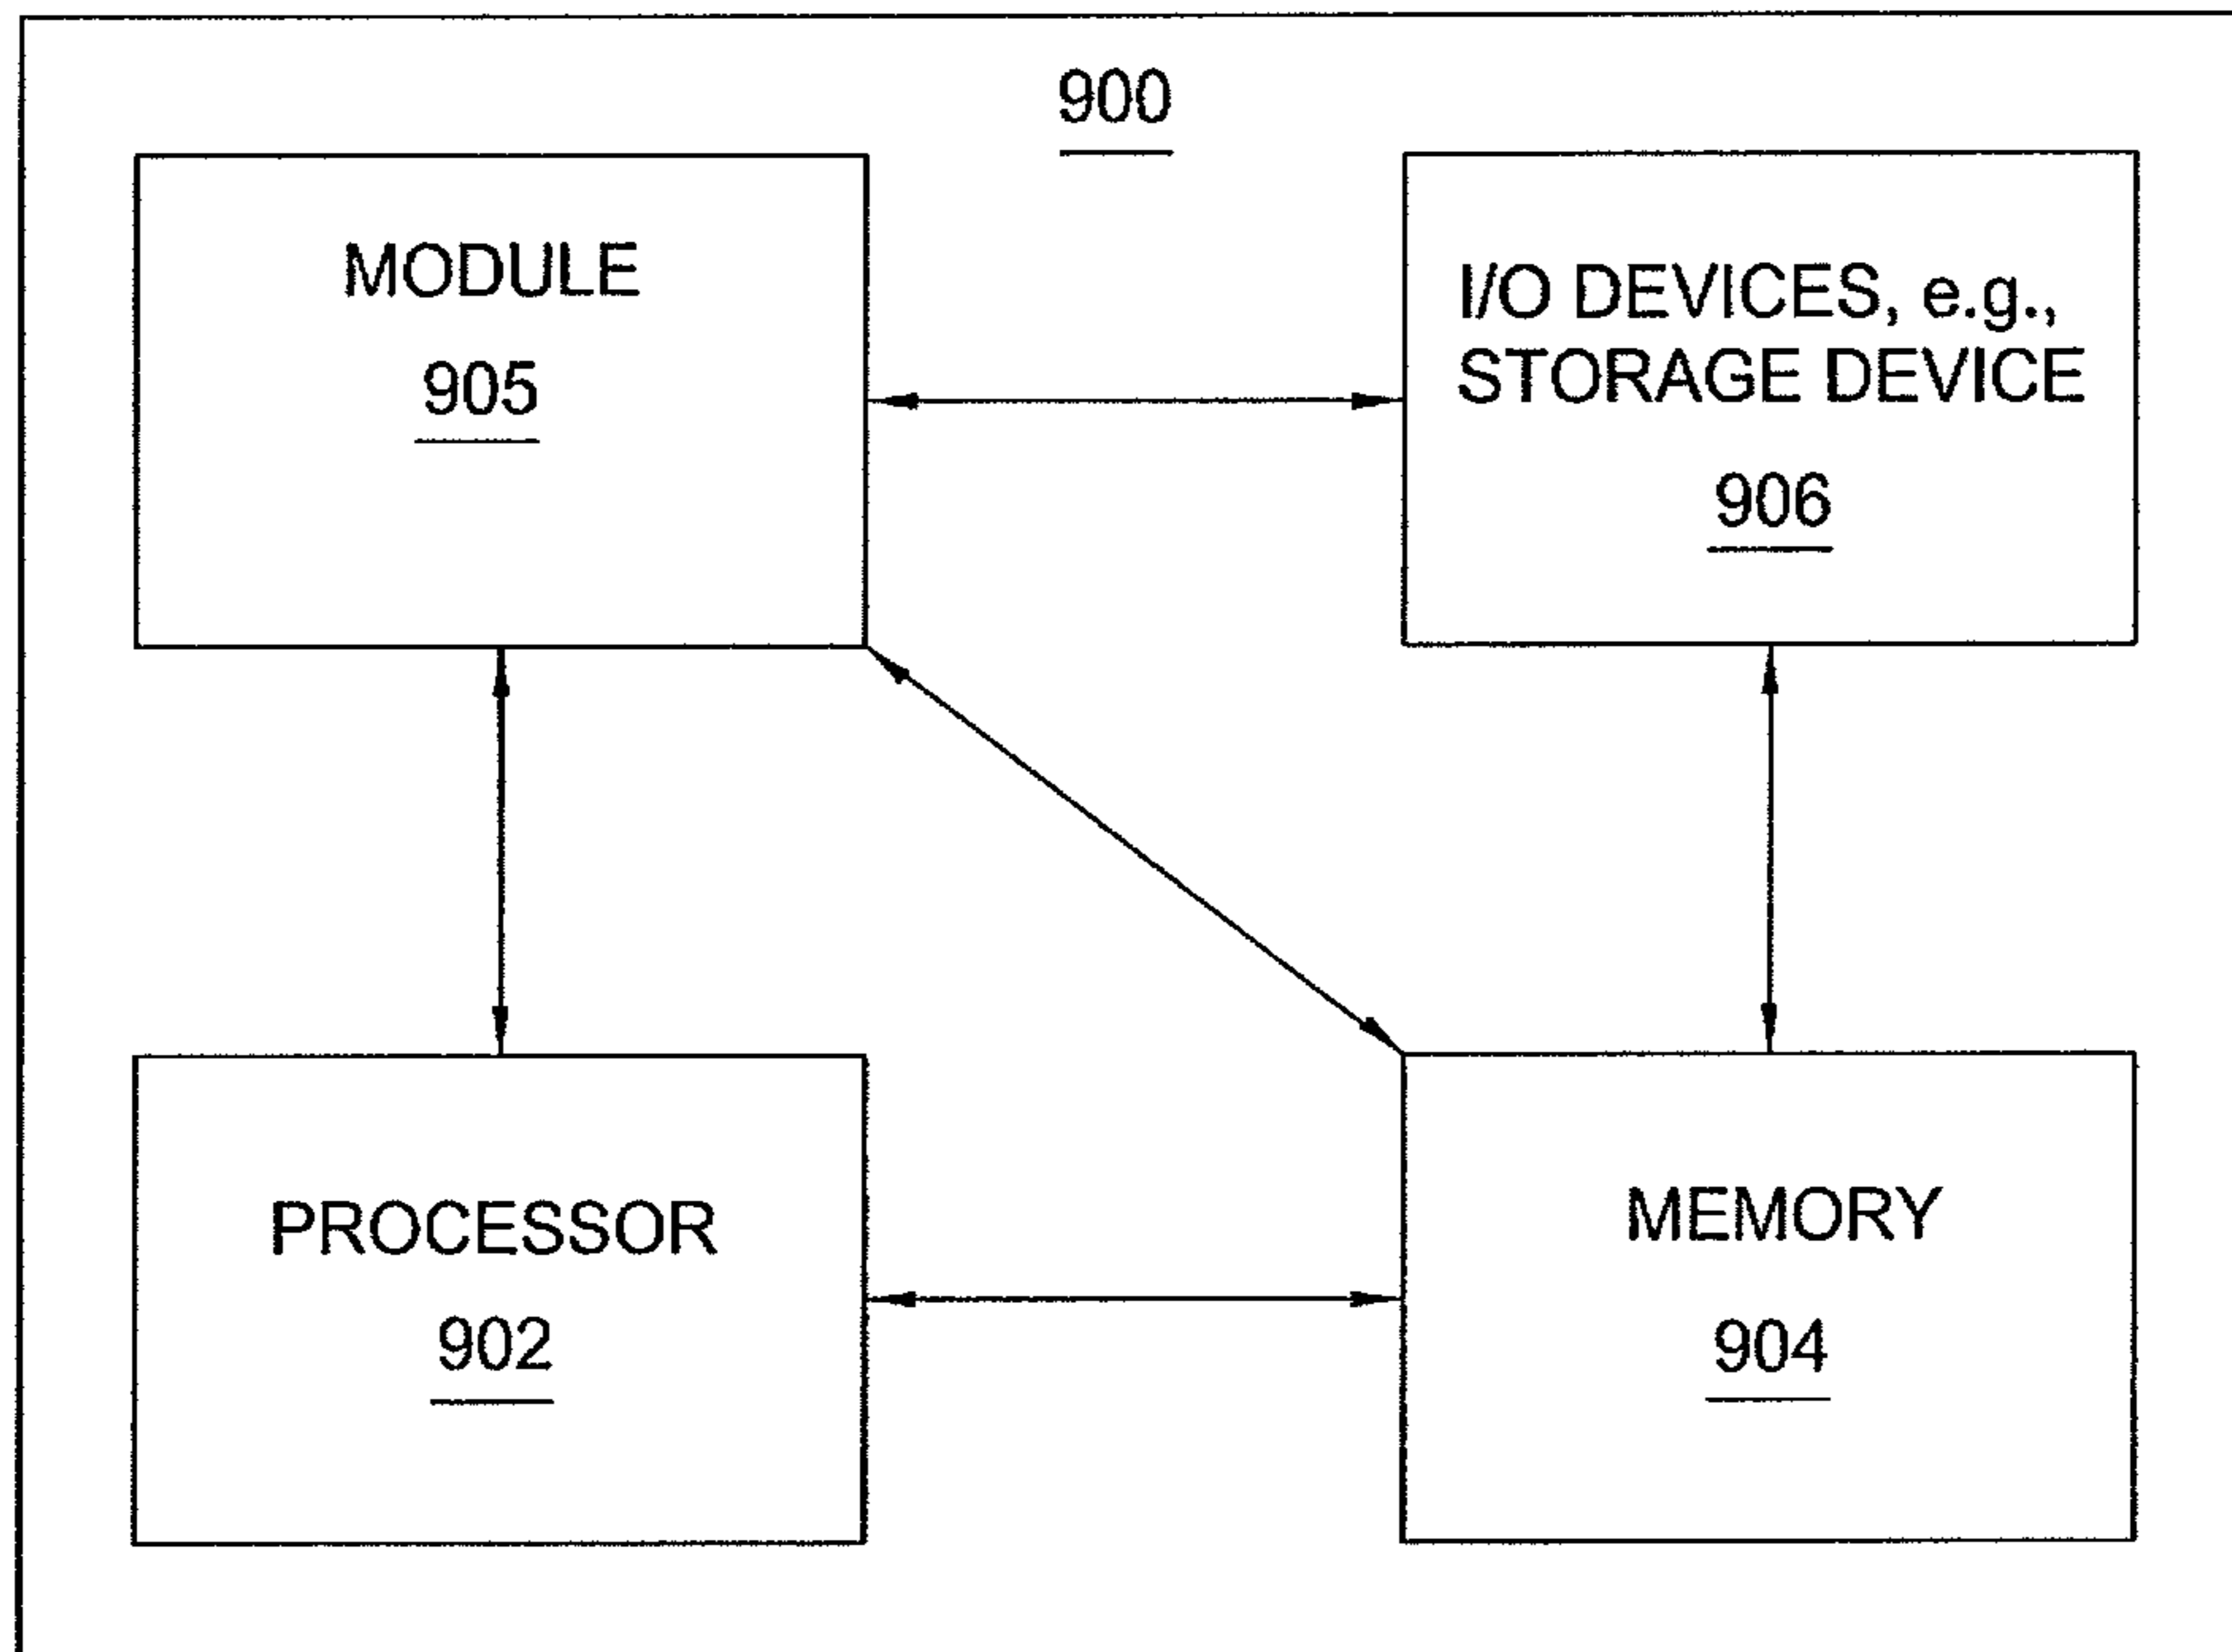 900
MODULE
905
I/O DEVICES, e.g.,
STORAGE DEVICE
906
PROCESSOR
902
MEMORY
904